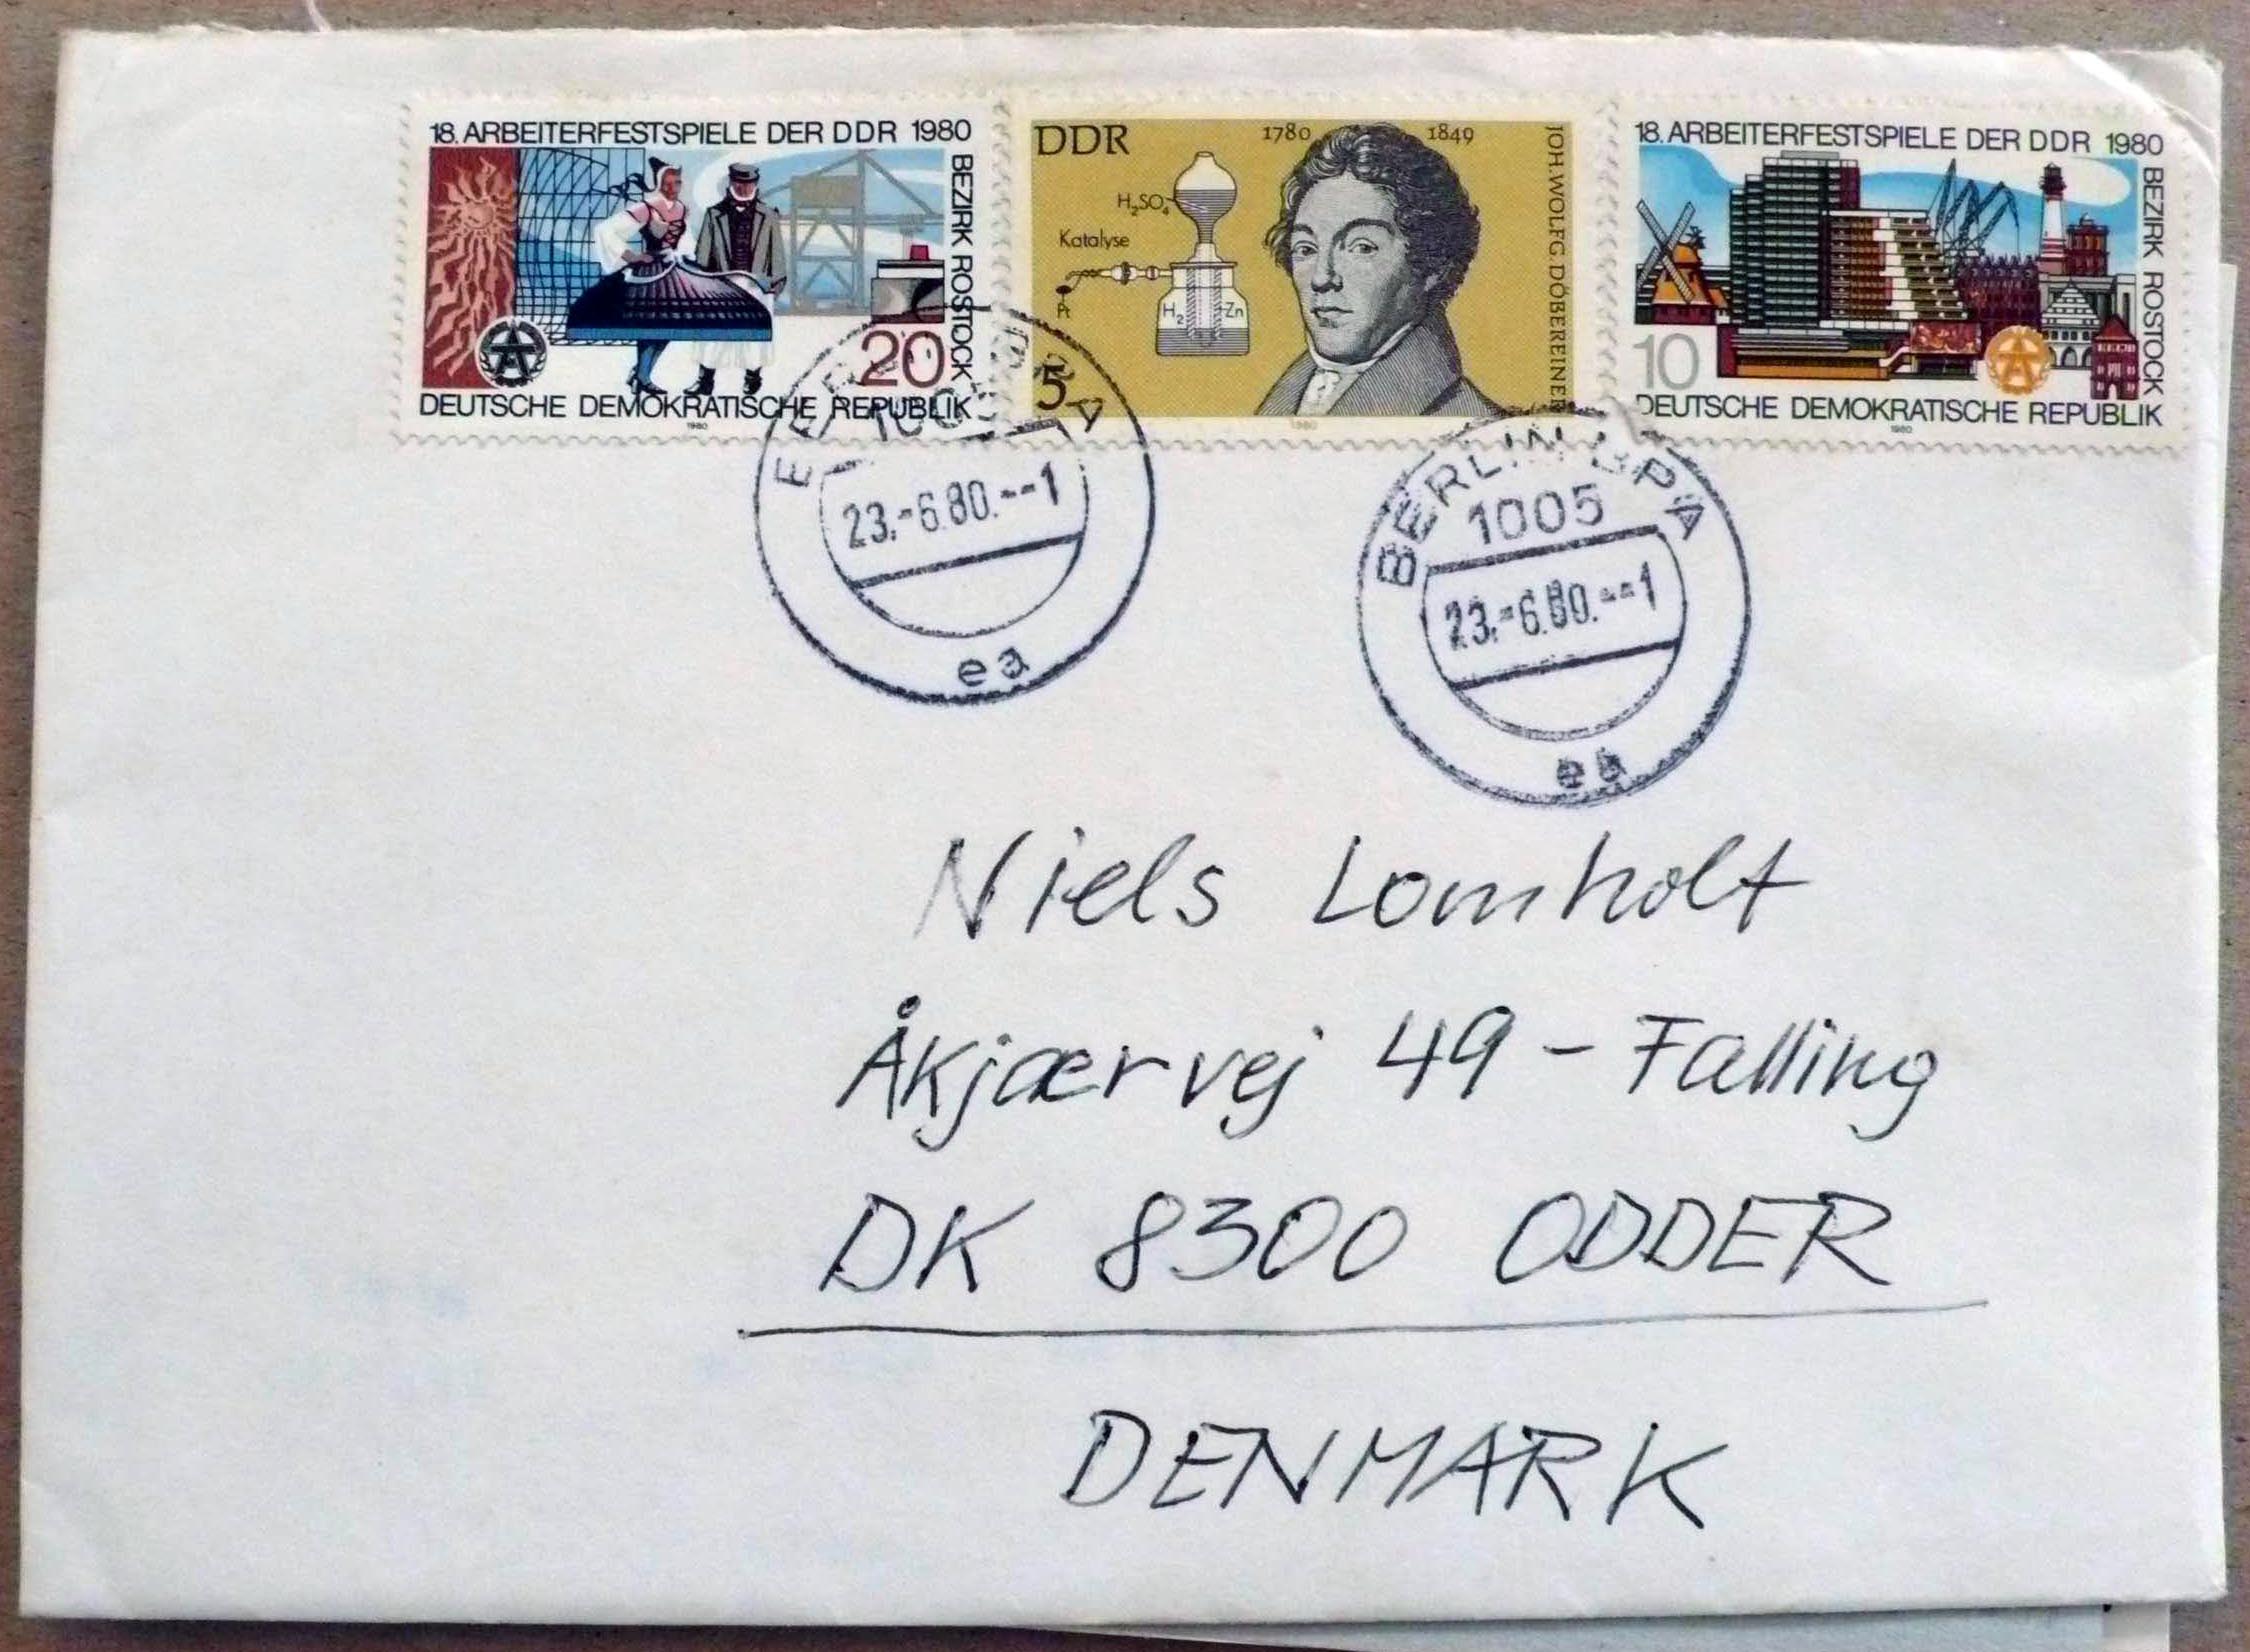 18. ARBEITERFESTSPIELE DER DDR 1980
BEZIRK ROSTOCK
20
DEUTSCHE DEMOKRATISCHE REPUBLIK
1980
DDR
1780 1849
JOH. WOLFG DÖBEREINER
H2SO4
Katalyse
Pt
H2 Zn
5
1980
18. ARBEITERFESTSPIELE DER DDR 1980
BEZIRK ROSTOCK
10
DEUTSCHE DEMOKRATISCHE REPUBLIK
1980
23.-6.80.--1
ea
BERLIN BPA
1005
23.-6.80.--1
ea
Niels Lomholt
Åkjærvej 49 - Falling
DK 8300 ODDER
DENMARK